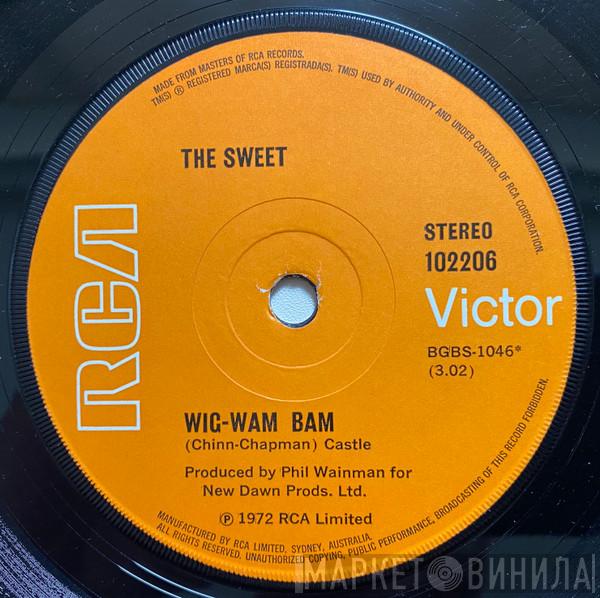 MADE FROM MASTERS OF RCA RECORDS.
TM(S) ® REGISTERED MARCA(S) REGISTRADA(S). TM(S) USED BY AUTHORITY AND UNDER CONTROL OF RCA CORPORATION.
THE SWEET
RCA
STEREO
102206
Victor
BGBS-1046*
(3.02)
WIG-WAM BAM
(Chinn-Chapman) Castle
Produced by Phil Wainman for
New Dawn Prods. Ltd.
℗ 1972 RCA Limited
MANUFACTURED BY RCA LIMITED, SYDNEY, AUSTRALIA.
ALL RIGHTS RESERVED. UNAUTHORISED COPYING, PUBLIC PERFORMANCE, BROADCASTING OF THIS RECORD FORBIDDEN.
МАРКЕТ ВИНИЛА